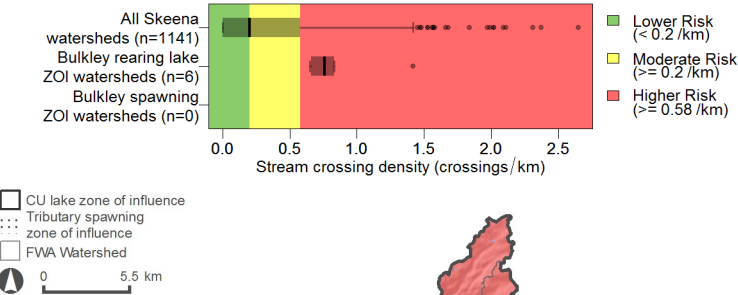 All Skeena
watersheds (n=1141)
Bulkley rearing lake
ZOI watersheds (n=6)
Bulkley spawning
ZOI watersheds (n=0)
0.0 0.5 1.0 1.5 2.0 2.5
Stream crossing density (crossings/km)
Lower Risk
(< 0.2 /km)
Moderate Risk
(>= 0.2 /km)
Higher Risk
(>= 0.58 /km)
CU lake zone of influence
Tributary spawning
zone of influence
FWA Watershed
0 5.5 km